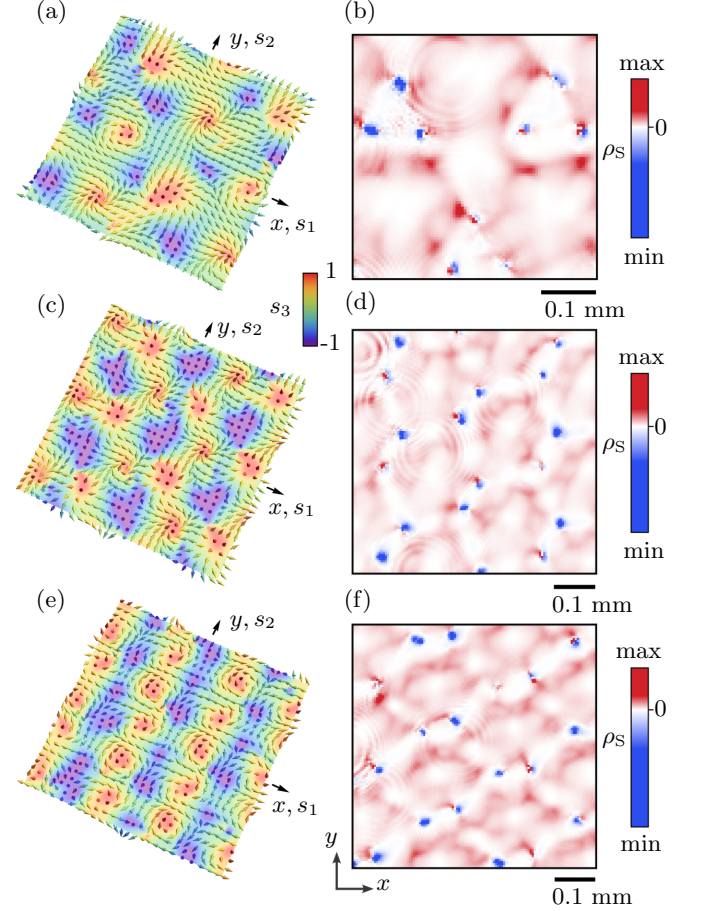 (a)
y, s₂
x, s₁
(b)
max
0
ρS
min
0.1 mm
1
s₃
-1
(c)
y, s₂
x, s₁
(d)
max
0
ρS
min
0.1 mm
(e)
y, s₂
x, s₁
(f)
max
0
ρS
min
y
x
0.1 mm